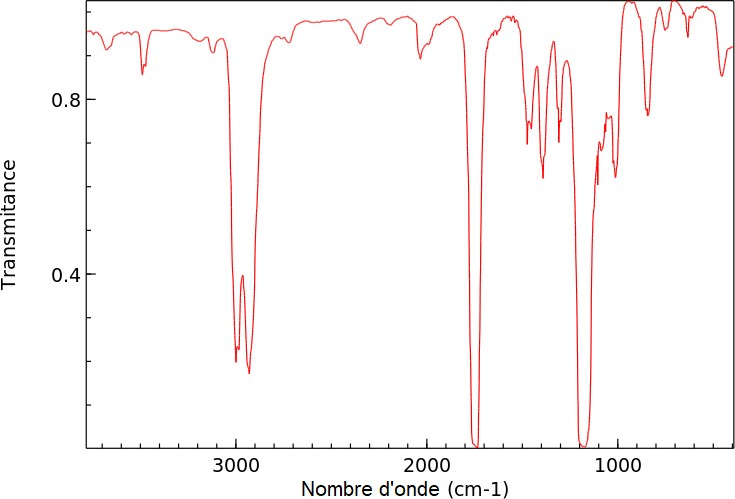 Transmitance
0.8
0.4
3000 2000 1000
Nombre d'onde (cm-1)